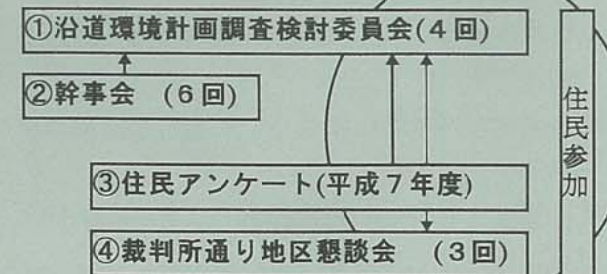 ①沿道環境計画調査検討委員会(4回)
②幹事会 (6回)
③住民アンケート(平成7年度)
④裁判所通り地区懇談会 (3回)
住民参加